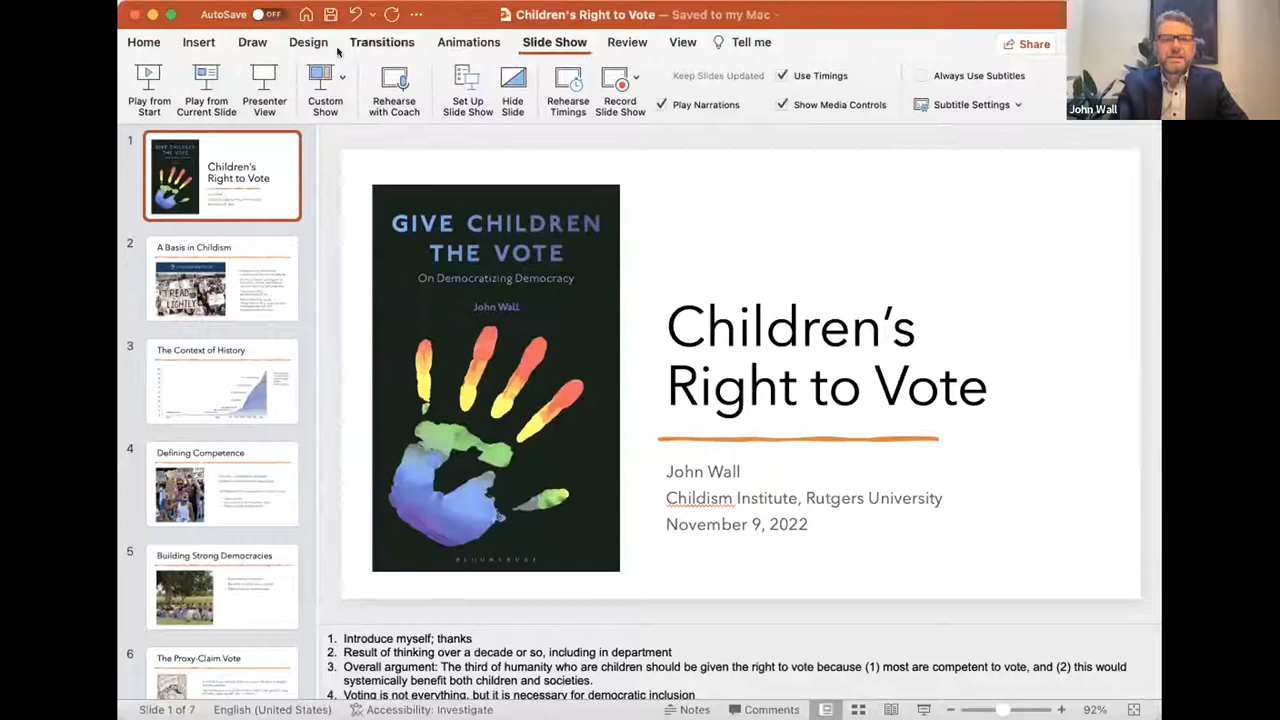 AutoSave OFF
Children's Right to Vote — Saved to my Mac
Home Insert Draw Design Transitions Animations Slide Show Review View Tell me
Share
Play from Start
Play from Current Slide
Presenter View
Custom Show
Rehearse with Coach
Set Up Slide Show
Hide Slide
Rehearse Timings
Record Slide Show
Keep Slides Updated
Play Narrations
Use Timings
Show Media Controls
Always Use Subtitles
Subtitle Settings
John Wall
1
GIVE CHILDREN
THE VOTE
Children's
Right to Vote
2
A Basis in Childism
READ
3
The Context of History
4
Defining Competence
5
Building Strong Democracies
6
The Proxy-Claim Vote
GIVE CHILDREN
THE VOTE
On Democratizing Democracy
John Wall
BLOOMSBURY
Children's
Right to Vote
John Wall
Childism Institute, Rutgers University
November 9, 2022
1. Introduce myself; thanks
2. Result of thinking over a decade or so, including in department
3. Overall argument: The third of humanity who are children should be given the right to vote because (1) most are competent to vote, and (2) this would
systemically benefit both children and societies.
4. Voting is not everything, but it is necessary for democratic inclusion
Slide 1 of 7 English (United States) Accessibility: Investigate Notes Comments 92%